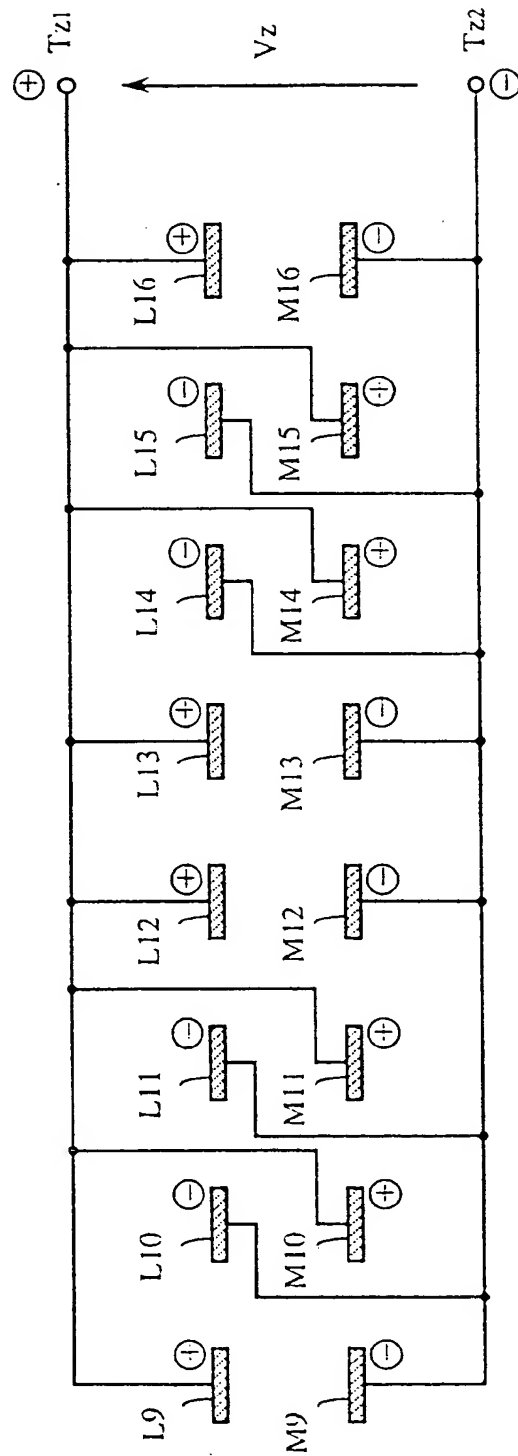 ⊕ Tz1
Vz
⊖ Tz2
L9 ⊕
L10 ⊖
L11 ⊖
L12 ⊕
L13 ⊕
L14 ⊖
L15 ⊖
L16 ⊕
M9 ⊖
M10 ⊕
M11 ⊕
M12 ⊖
M13 ⊖
M14 ⊕
M15 ⊕
M16 ⊖